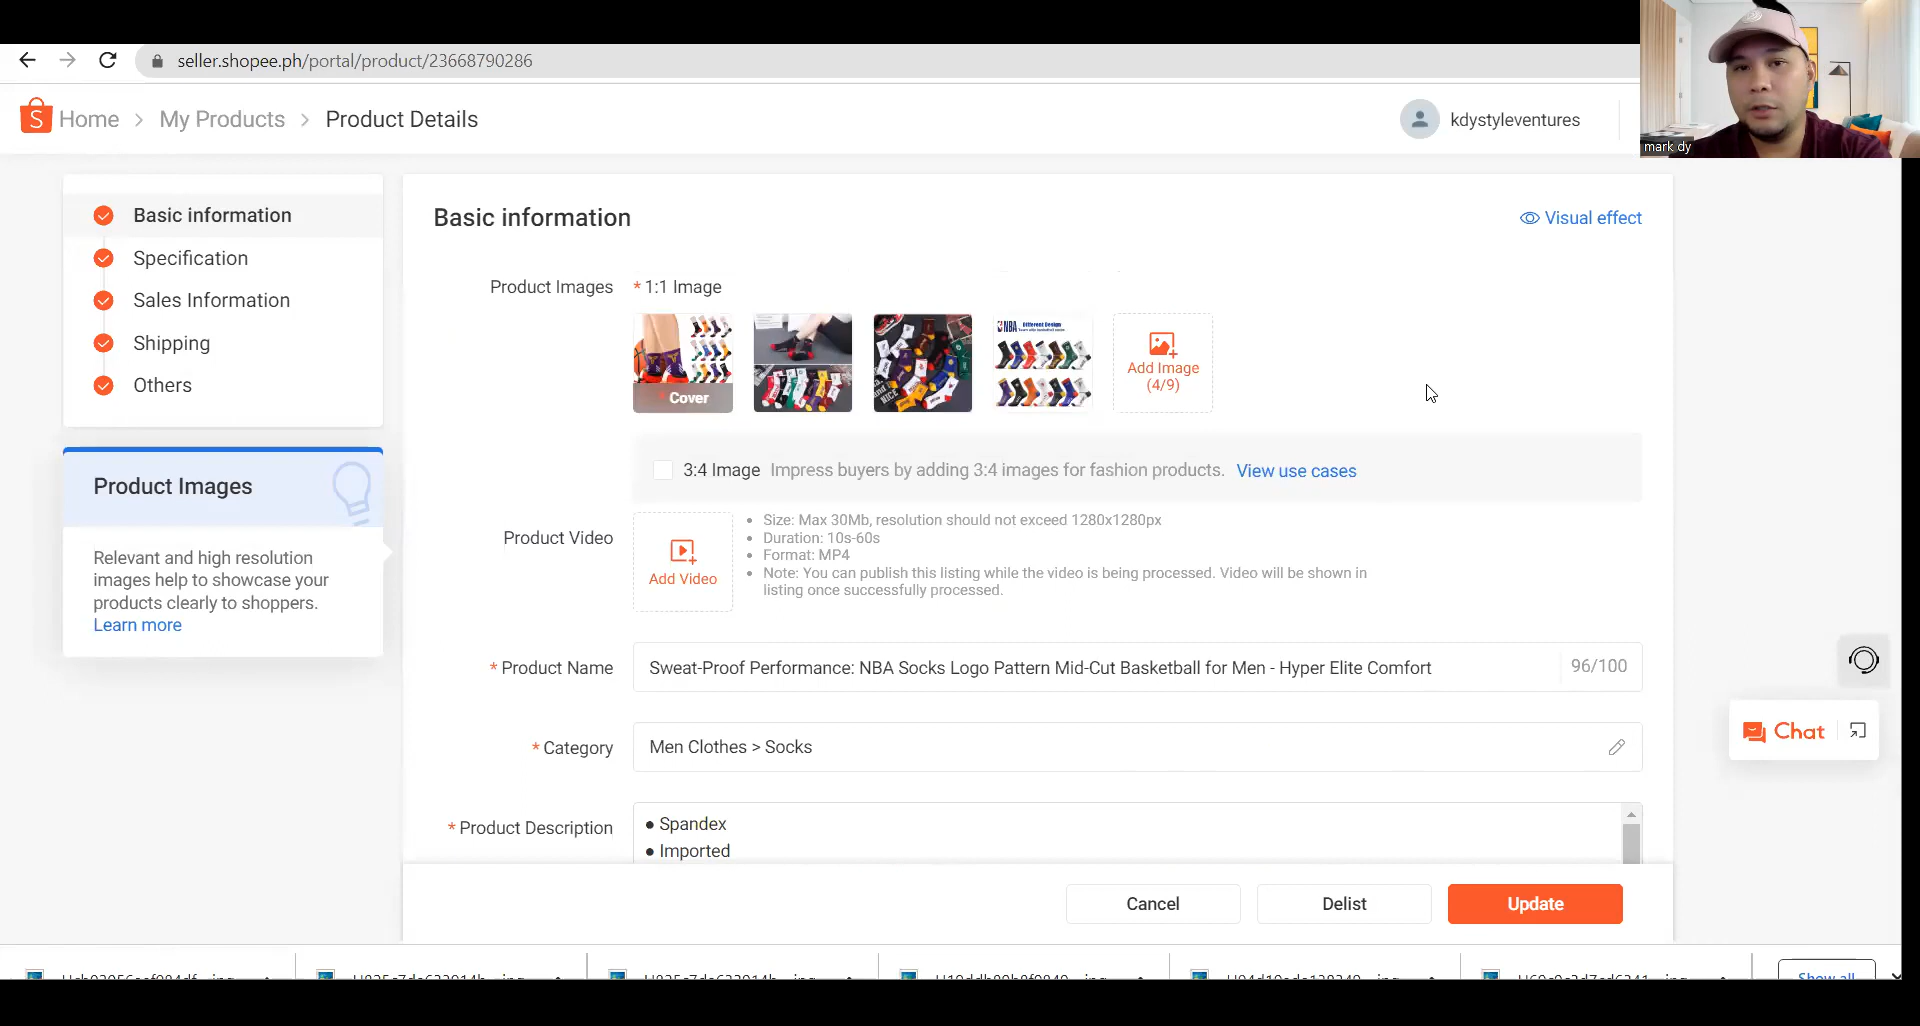 seller.shopee.ph/portal/product/23668790286
Home > My Products > Product Details
kdystyleventures
mark dy
Basic information
Specification
Sales Information
Shipping
Others
Product Images
Relevant and high resolution
images help to showcase your
products clearly to shoppers.
Learn more
Basic information
Visual effect
Product Images
* 1:1 Image
Cover
NBA Different Design
Add Image
(4/9)
3:4 Image Impress buyers by adding 3:4 images for fashion products. View use cases
Product Video
Add Video
• Size: Max 30Mb, resolution should not exceed 1280x1280px
• Duration: 10s-60s
• Format: MP4
• Note: You can publish this listing while the video is being processed. Video will be shown in
listing once successfully processed.
* Product Name
Sweat-Proof Performance: NBA Socks Logo Pattern Mid-Cut Basketball for Men - Hyper Elite Comfort
96/100
* Category
Men Clothes > Socks
* Product Description
● Spandex
● Imported
Chat
Cancel
Delist
Update
Show all